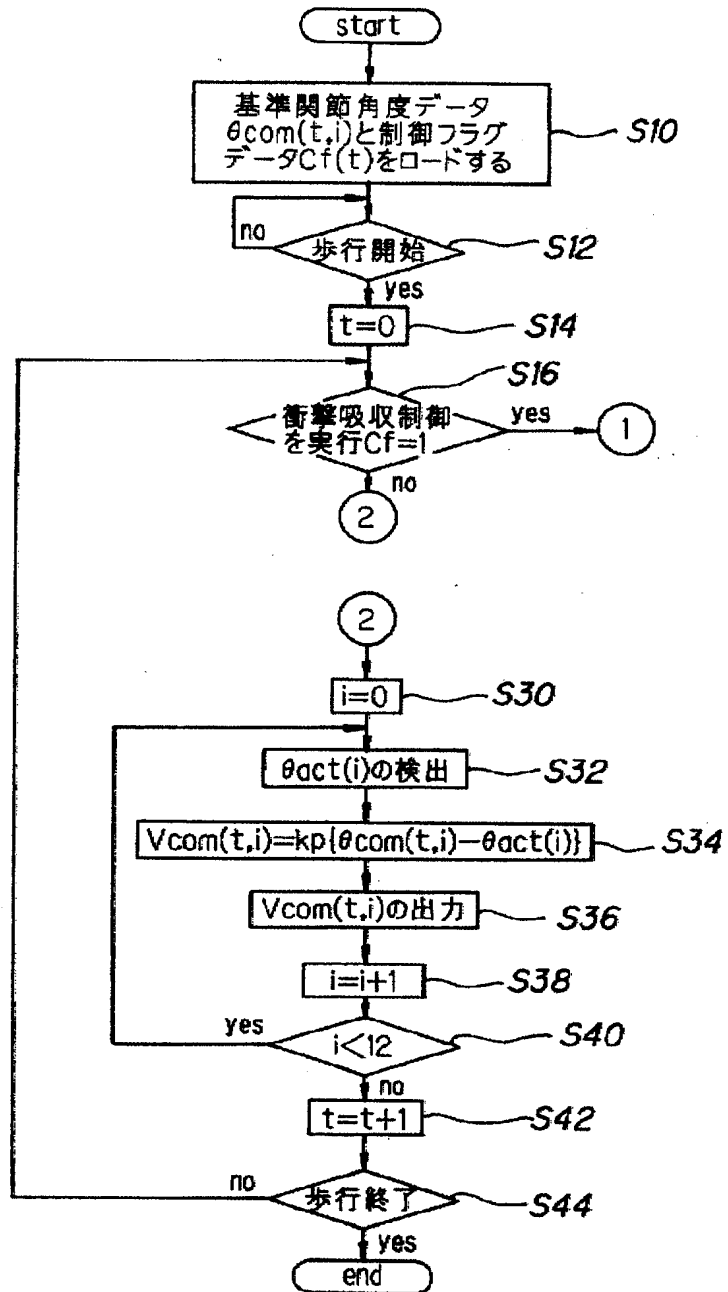 start
基準関節角度データ
θcom(t,i)と制御フラグ
データCf(t)をロードする
S10
no
歩行開始
S12
yes
t=0
S14
S16
衝撃吸収制御
を実行Cf=1
yes
1
no
2
2
i=0
S30
θact(i)の検出
S32
Vcom(t,i)=kp{θcom(t,i)-θact(i)}
S34
Vcom(t,i)の出力
S36
i=i+1
S38
yes
i<12
S40
no
t=t+1
S42
no
歩行終了
S44
yes
end